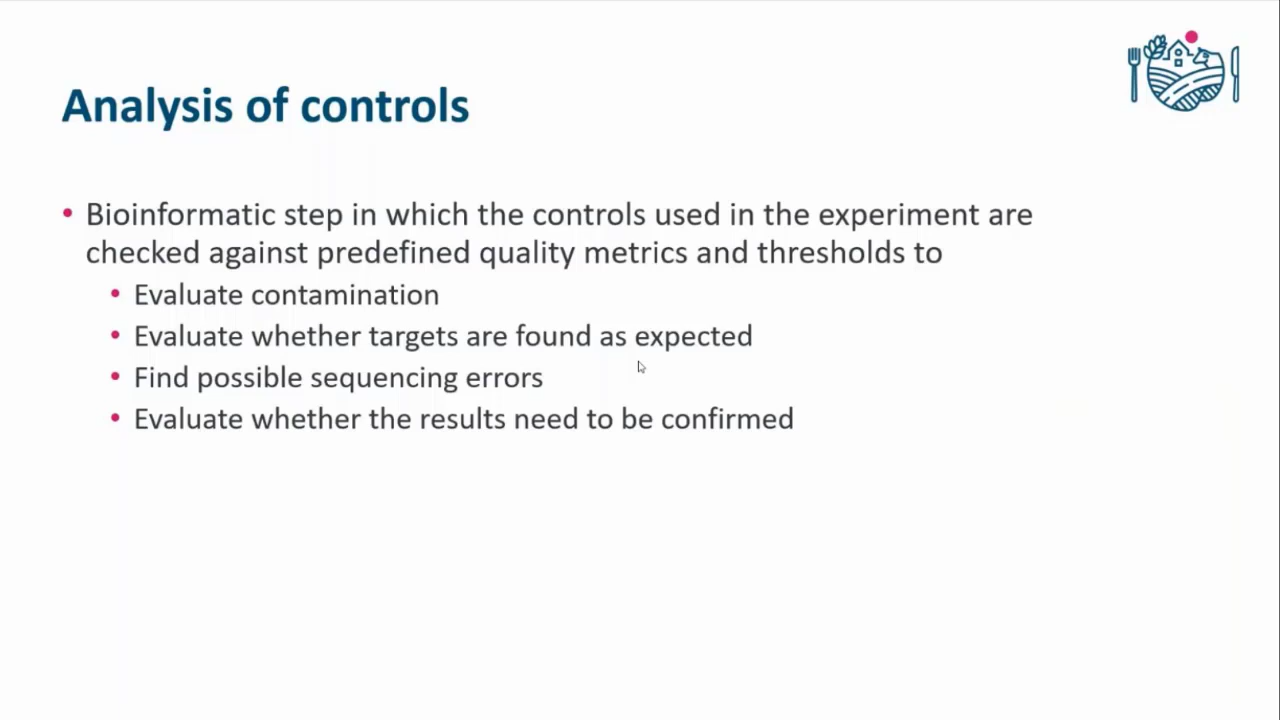 Analysis of controls
• Bioinformatic step in which the controls used in the experiment are
checked against predefined quality metrics and thresholds to
• Evaluate contamination
• Evaluate whether targets are found as expected
• Find possible sequencing errors
• Evaluate whether the results need to be confirmed